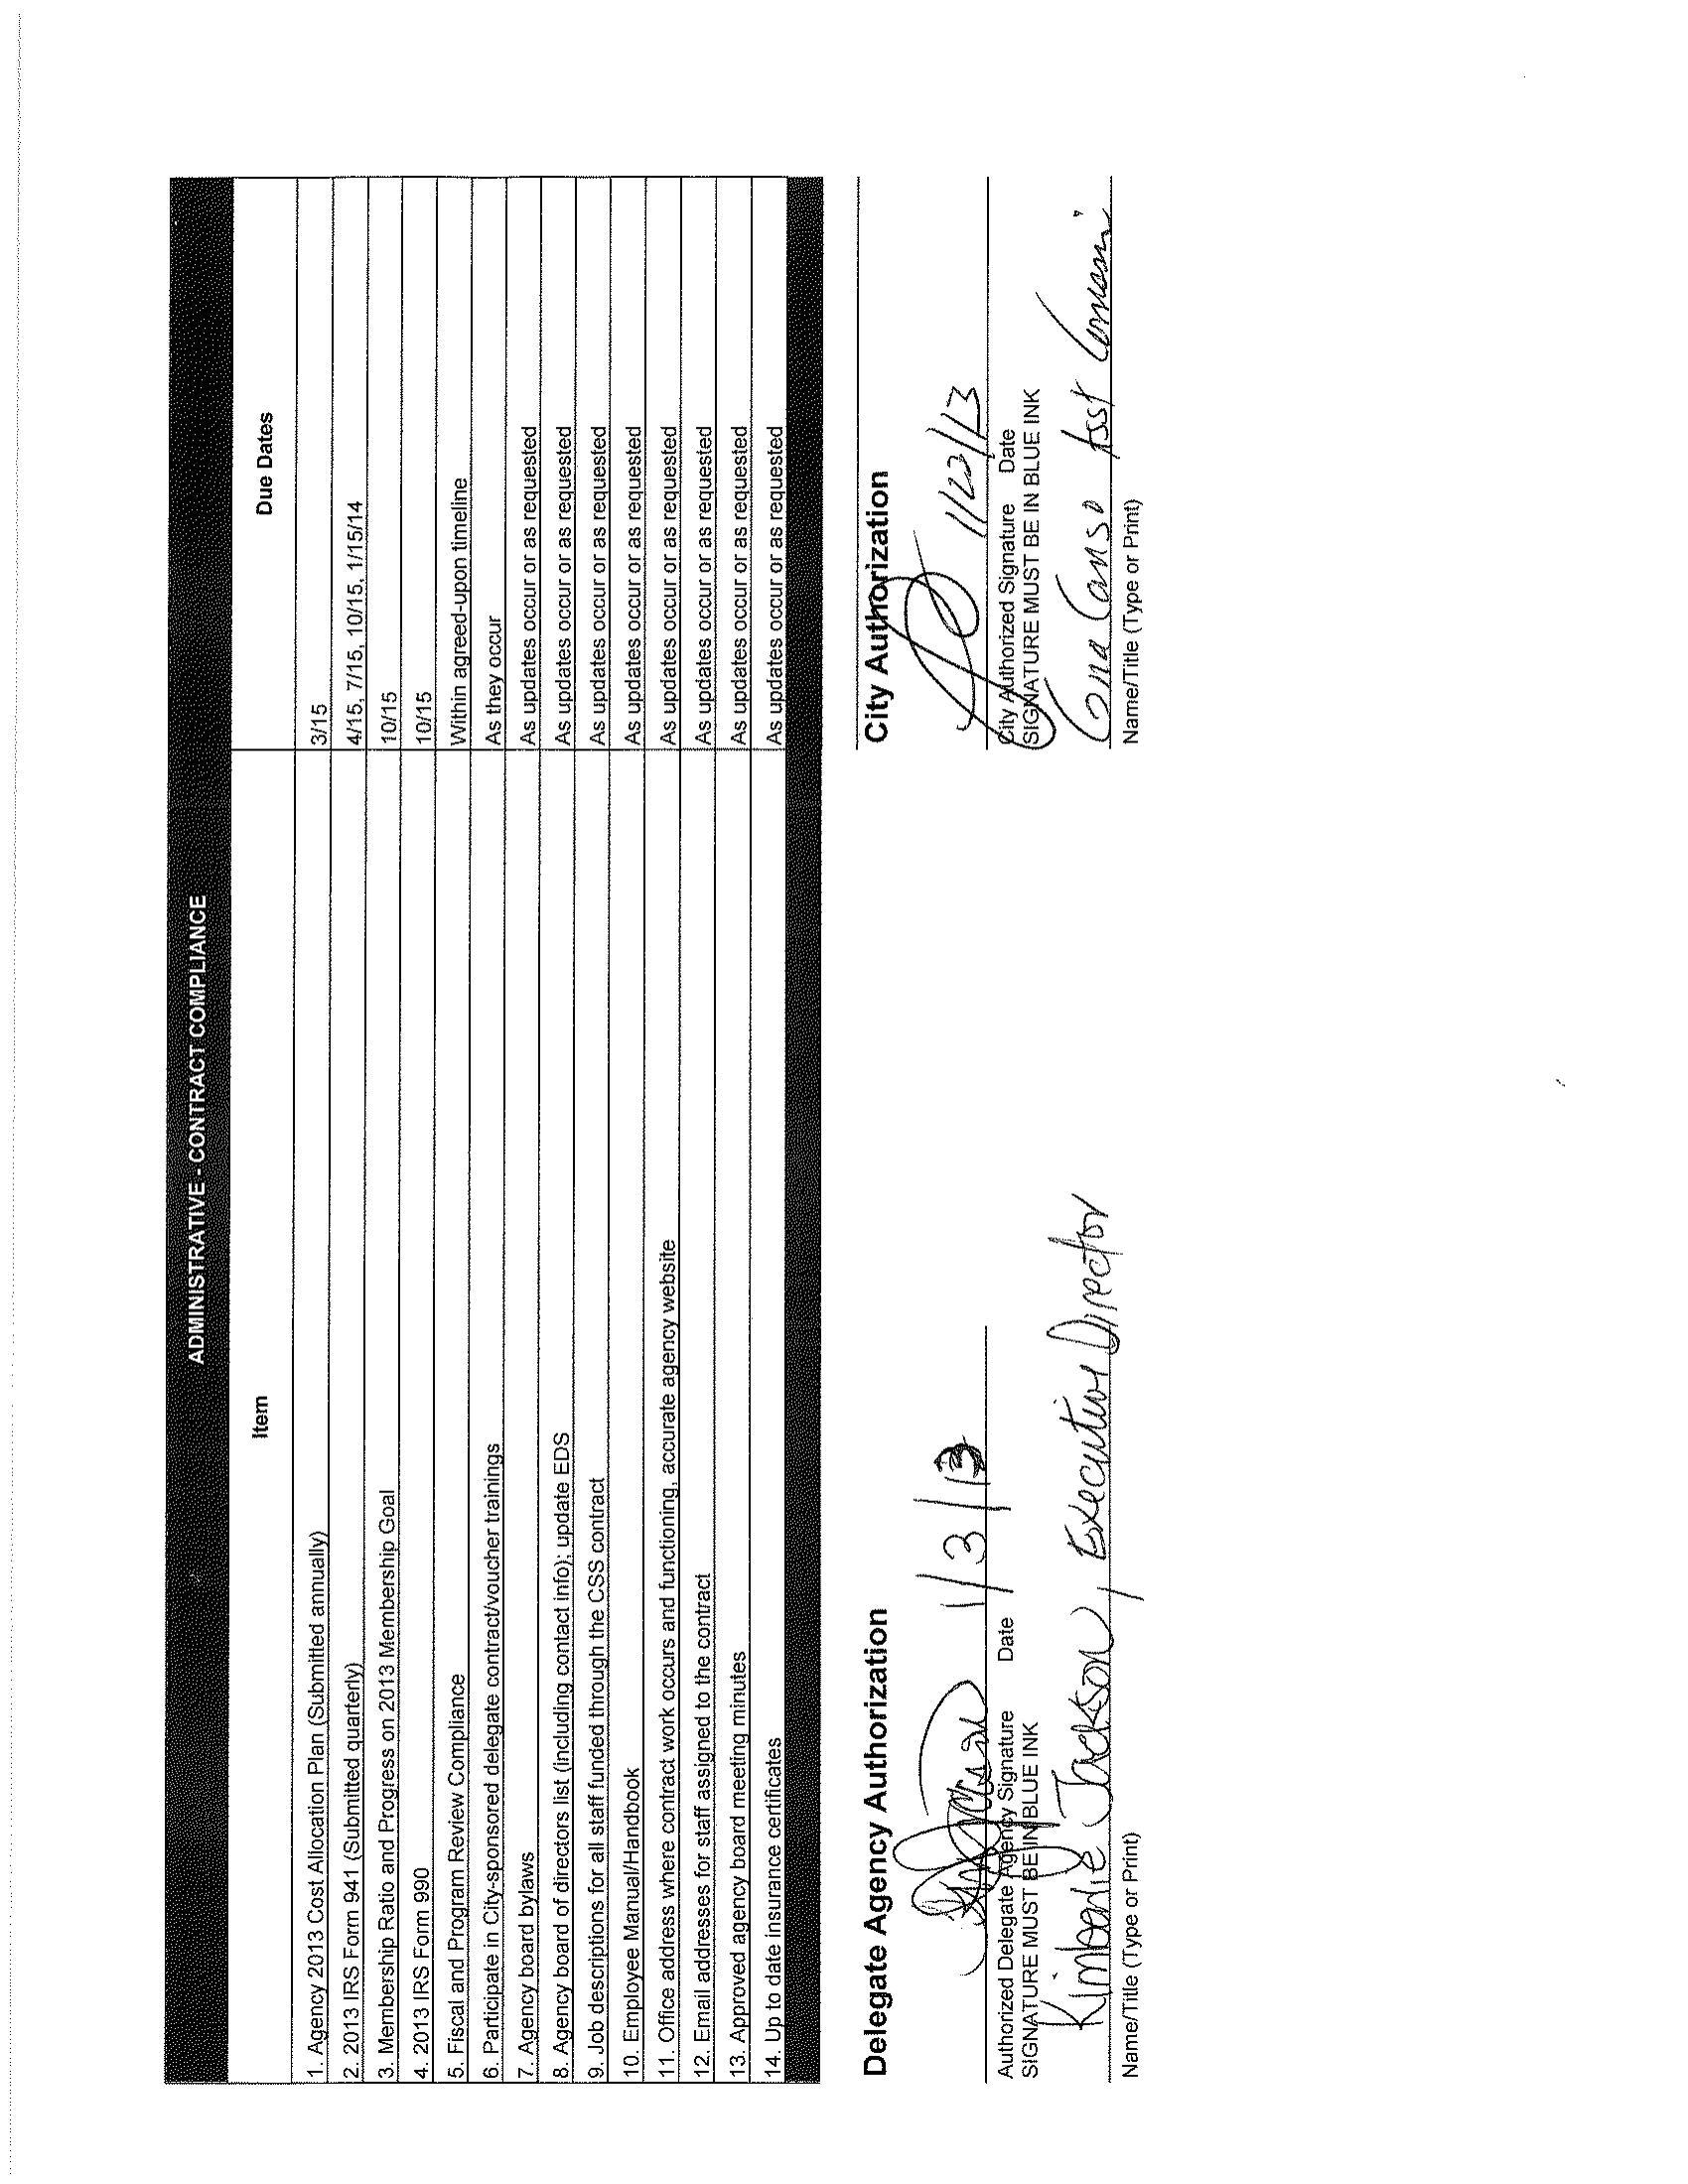 ADMINISTRATIVE - CONTRACT COMPLIANCE
Item Due Dates
1. Agency 2013 Cost Allocation Plan (Submitted annually) 3/15
2. 2013 IRS Form 941 (Submitted quarterly) 4/15, 7/15, 10/15, 1/15/14
3. Membership Ratio and Progress on 2013 Membership Goal 10/15
4. 2013 IRS Form 990 10/15
5. Fiscal and Program Review Compliance Within agreed-upon timeline
6. Participate in City-sponsored delegate contract/voucher trainings As they occur
7. Agency board bylaws As updates occur or as requested
8. Agency board of directors list (including contact info); update EDS As updates occur or as requested
9. Job descriptions for all staff funded through the CSS contract As updates occur or as requested
10. Employee Manual/Handbook As updates occur or as requested
11. Office address where contract work occurs and functioning, accurate agency website As updates occur or as requested
12. Email addresses for staff assigned to the contract As updates occur or as requested
13. Approved agency board meeting minutes As updates occur or as requested
14. Up to date insurance certificates As updates occur or as requested
Delegate Agency Authorization
1/3/13
Authorized Delegate Agency Signature Date
SIGNATURE MUST BE IN BLUE INK
Kimberlie Jackson, Executive Director
Name/Title (Type or Print)
City Authorization
1/22/13
City Authorized Signature Date
SIGNATURE MUST BE IN BLUE INK
Asst
Name/Title (Type or Print)